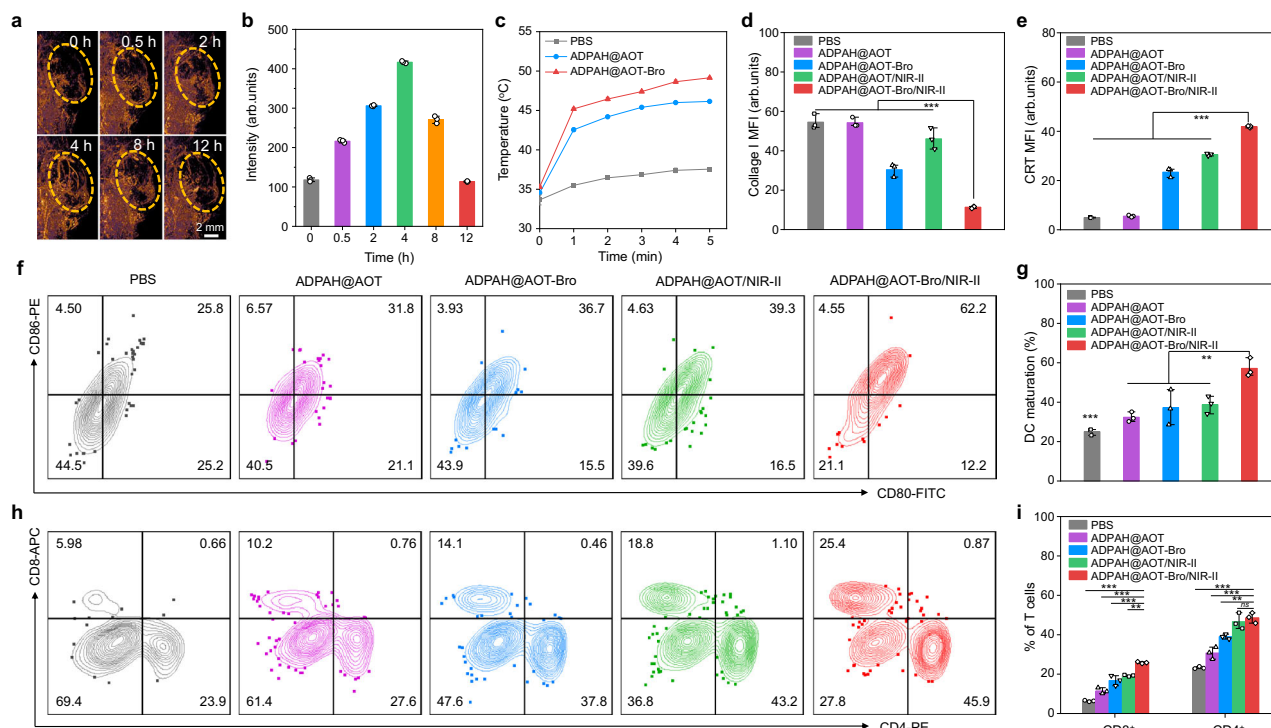 a
0 h
0.5 h
2 h
4 h
8 h
12 h
2 mm
b
Intensity (arb.units)
500
400
300
200
100
0
0 0.5 2 4 8 12
Time (h)
c
Temperature (°C)
55
50
45
40
35
30
PBS
ADPAH@AOT
ADPAH@AOT-Bro
0 1 2 3 4 5
Time (min)
d
Collage I MFI (arb.units)
100
80
60
40
20
0
PBS
ADPAH@AOT
ADPAH@AOT-Bro
ADPAH@AOT/NIR-II
ADPAH@AOT-Bro/NIR-II
***
e
CRT MFI (arb.units)
80
60
40
20
0
PBS
ADPAH@AOT
ADPAH@AOT-Bro
ADPAH@AOT/NIR-II
ADPAH@AOT-Bro/NIR-II
***
f
PBS
ADPAH@AOT
ADPAH@AOT-Bro
ADPAH@AOT/NIR-II
ADPAH@AOT-Bro/NIR-II
CD86-PE
4.50 25.8
44.5 25.2
6.57 31.8
40.5 21.1
3.93 36.7
43.9 15.5
4.63 39.3
39.6 16.5
4.55 62.2
21.1 12.2
CD80-FITC
g
DC maturation (%)
100
80
60
40
20
0
PBS
ADPAH@AOT
ADPAH@AOT-Bro
ADPAH@AOT/NIR-II
ADPAH@AOT-Bro/NIR-II
***
**
h
CD8-APC
5.98 0.66
69.4 23.9
10.2 0.76
61.4 27.6
14.1 0.46
47.6 37.8
18.8 1.10
36.8 43.2
25.4 0.87
27.8 45.9
CD4-PE
i
% of T cells
100
80
60
40
20
0
PBS
ADPAH@AOT
ADPAH@AOT-Bro
ADPAH@AOT/NIR-II
ADPAH@AOT-Bro/NIR-II
***
***
***
**
***
***
**
ns
CD8+ CD4+